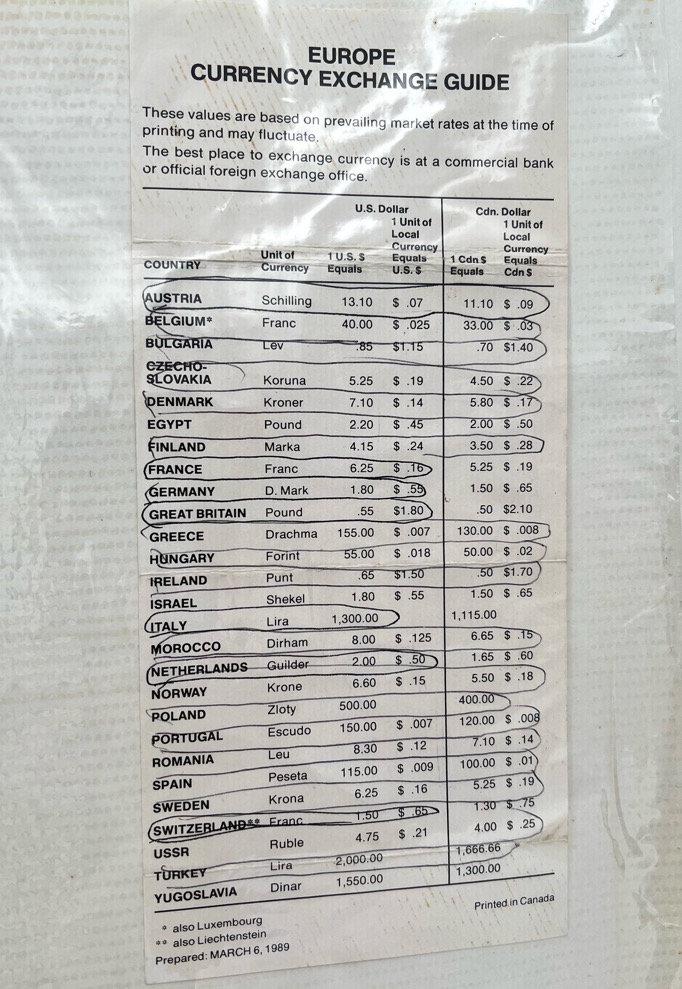 EUROPE
CURRENCY EXCHANGE GUIDE
These values are based on prevailing market rates at the time of
printing and may fluctuate.
The best place to exchange currency is at a commercial bank
or official foreign exchange office.
U.S. Dollar Cdn. Dollar
1 Unit of 1 Unit of
Local Local
Currency Currency
Unit of 1 U.S. $ Equals 1 Cdn $ Equals
COUNTRY Currency Equals U.S. $ Equals Cdn $
AUSTRIA Schilling 13.10 $ .07 11.10 $ .09
BELGIUM* Franc 40.00 $ .025 33.00 $ .03
BULGARIA Lev .85 $1.15 .70 $1.40
CZECHO-
SLOVAKIA Koruna 5.25 $ .19 4.50 $ .22
DENMARK Kroner 7.10 $ .14 5.80 $ .17
EGYPT Pound 2.20 $ .45 2.00 $ .50
FINLAND Marka 4.15 $ .24 3.50 $ .28
FRANCE Franc 6.25 $ .16 5.25 $ .19
GERMANY D. Mark 1.80 $ .55 1.50 $ .65
GREAT BRITAIN Pound .55 $1.80 .50 $2.10
GREECE Drachma 155.00 $ .007 130.00 $ .008
HUNGARY Forint 55.00 $ .018 50.00 $ .02
IRELAND Punt .65 $1.50 .50 $1.70
ISRAEL Shekel 1.80 $ .55 1.50 $ .65
ITALY Lira 1,300.00 1,115.00
MOROCCO Dirham 8.00 $ .125 6.65 $ .15
NETHERLANDS Guilder 2.00 $ .50 1.65 $ .60
NORWAY Krone 6.60 $ .15 5.50 $ .18
POLAND Zloty 500.00 400.00
PORTUGAL Escudo 150.00 $ .007 120.00 $ .008
ROMANIA Leu 8.30 $ .12 7.10 $ .14
SPAIN Peseta 115.00 $ .009 100.00 $ .01
SWEDEN Krona 6.25 $ .16 5.25 $ .19
SWITZERLAND** Franc 1.50 $ .65 1.30 $ .75
USSR Ruble 4.75 $ .21 4.00 $ .25
TURKEY Lira 2,000.00 1,666.66
YUGOSLAVIA Dinar 1,550.00 1,300.00
* also Luxembourg
** also Liechtenstein
Prepared: MARCH 6, 1989
Printed in Canada